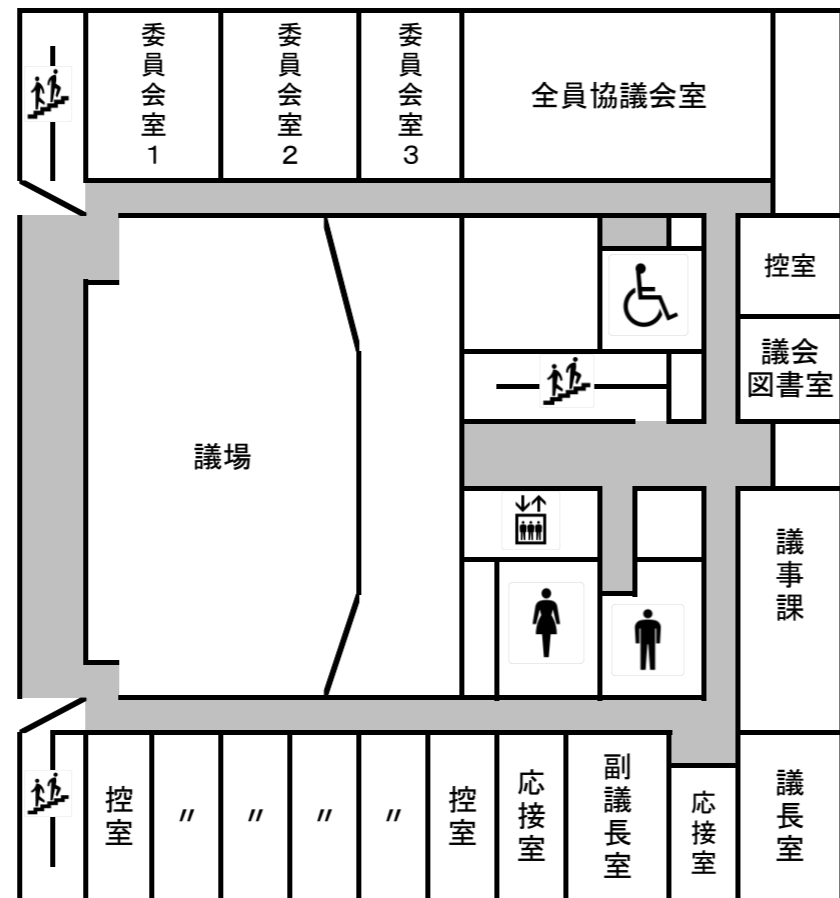 委員会室1
委員会室2
委員会室3
全員協議会室
控室
議会
図書室
議場
議事課
控室
〃
〃
〃
〃
控室
応接室
副議長室
応接室
議長室